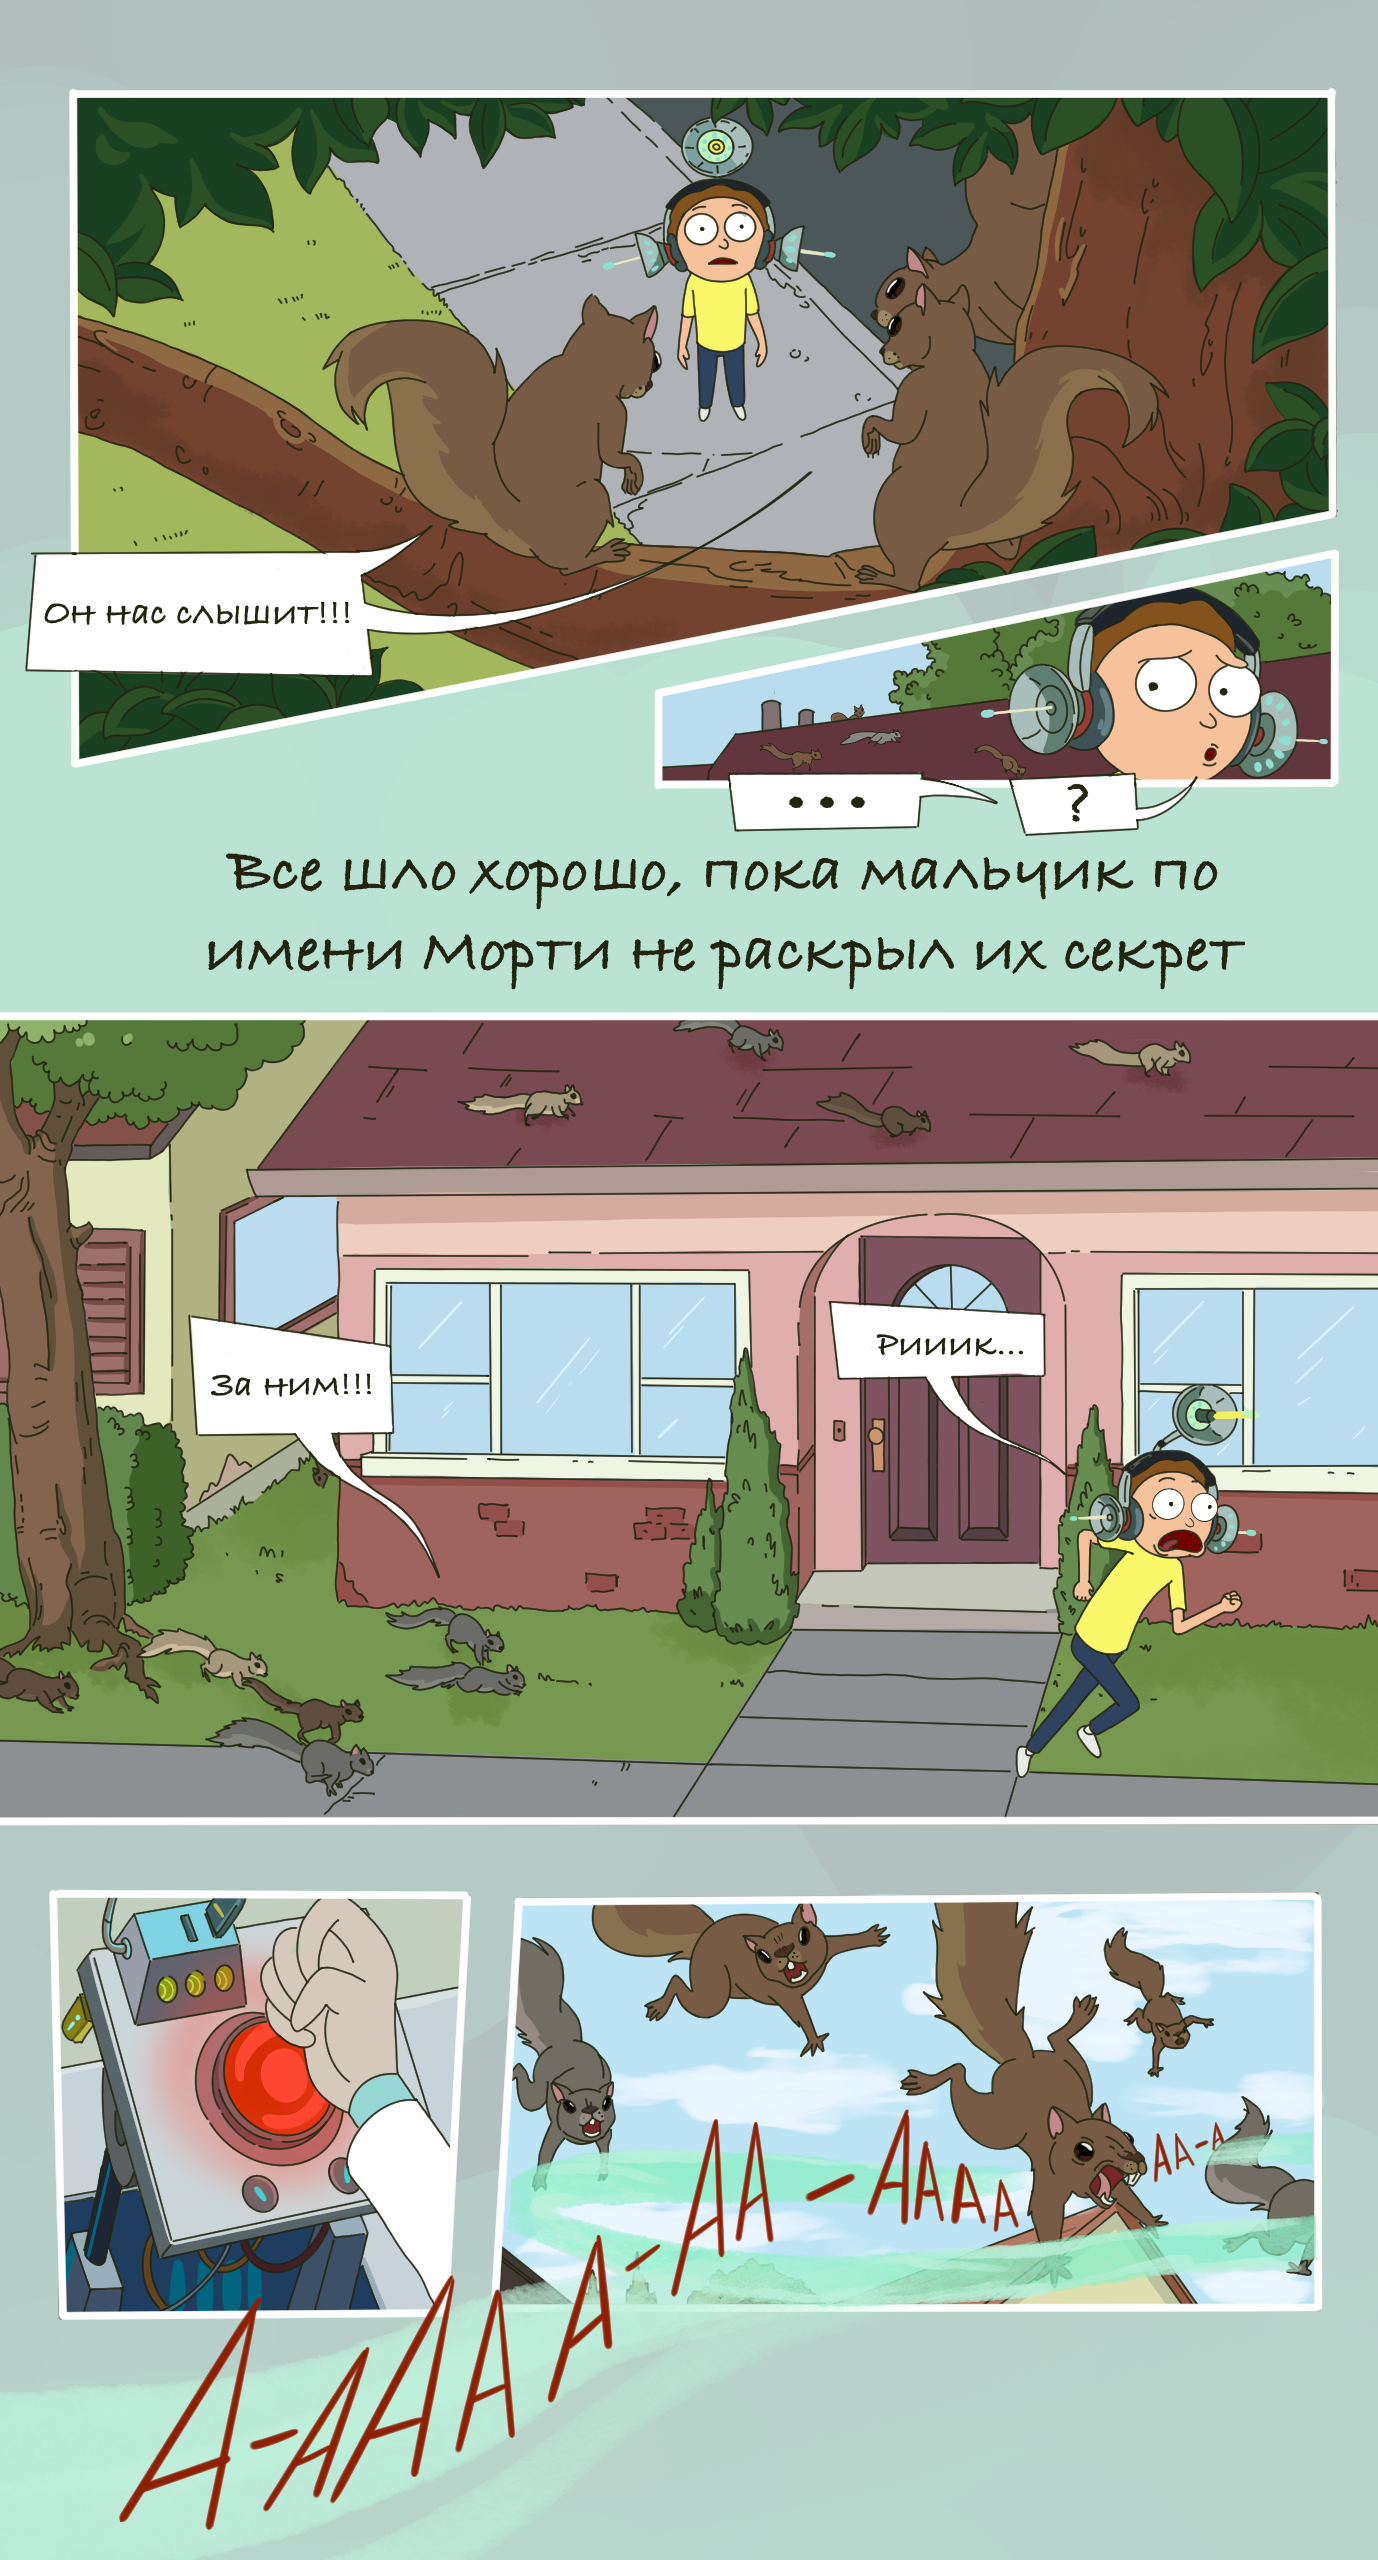 Он нас слышит!!!
...
?
Все шло хорошо, пока мальчик по
имени Морти не раскрыл их секрет
За ним!!!
Рииик...
А-аААА А-АА-АААА АА-А